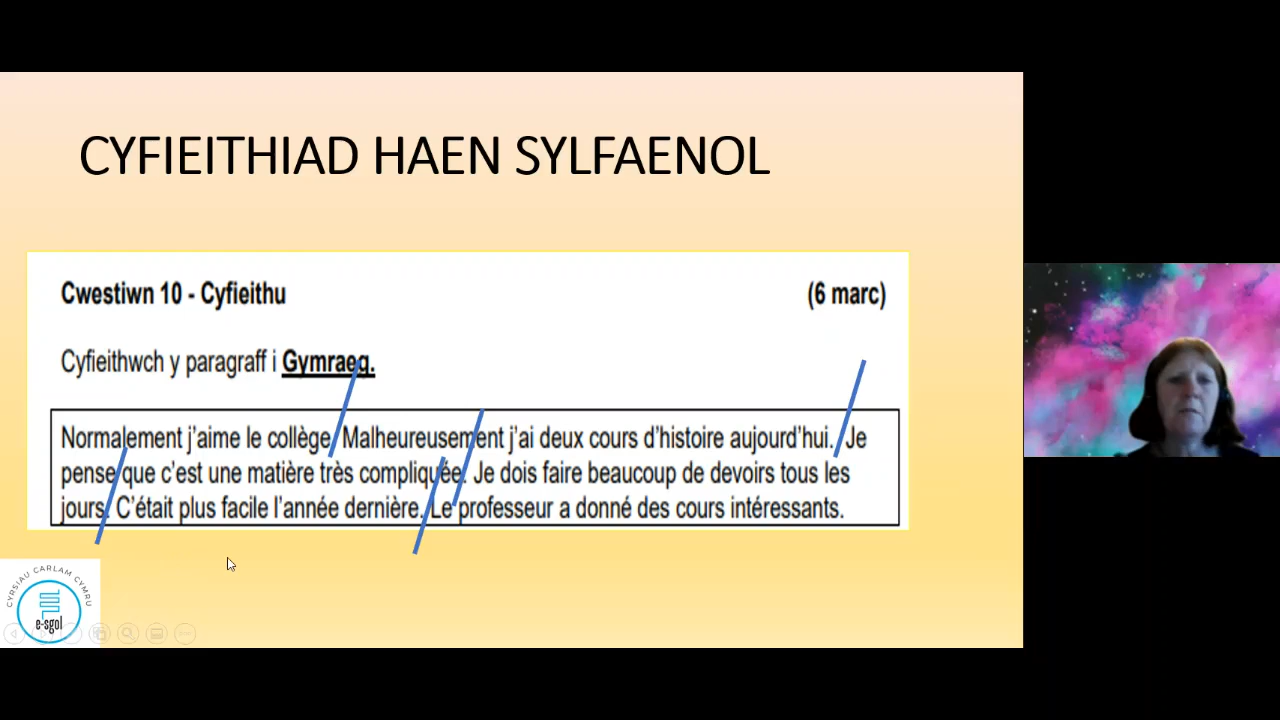 CYFIEITHIAD HAEN SYLFAENOL
Cwestiwn 10 - Cyfieithu (6 marc)
Cyfieithwch y paragraff i Gymraeg.
Normalement j'aime le collège. Malheureusement j'ai deux cours d'histoire aujourd'hui. Je
pense que c'est une matière très compliquée. Je dois faire beaucoup de devoirs tous les
jours. C'était plus facile l'année dernière. Le professeur a donné des cours intéressants.
CYRSIAU CARLAM CYMRU
e-sgol